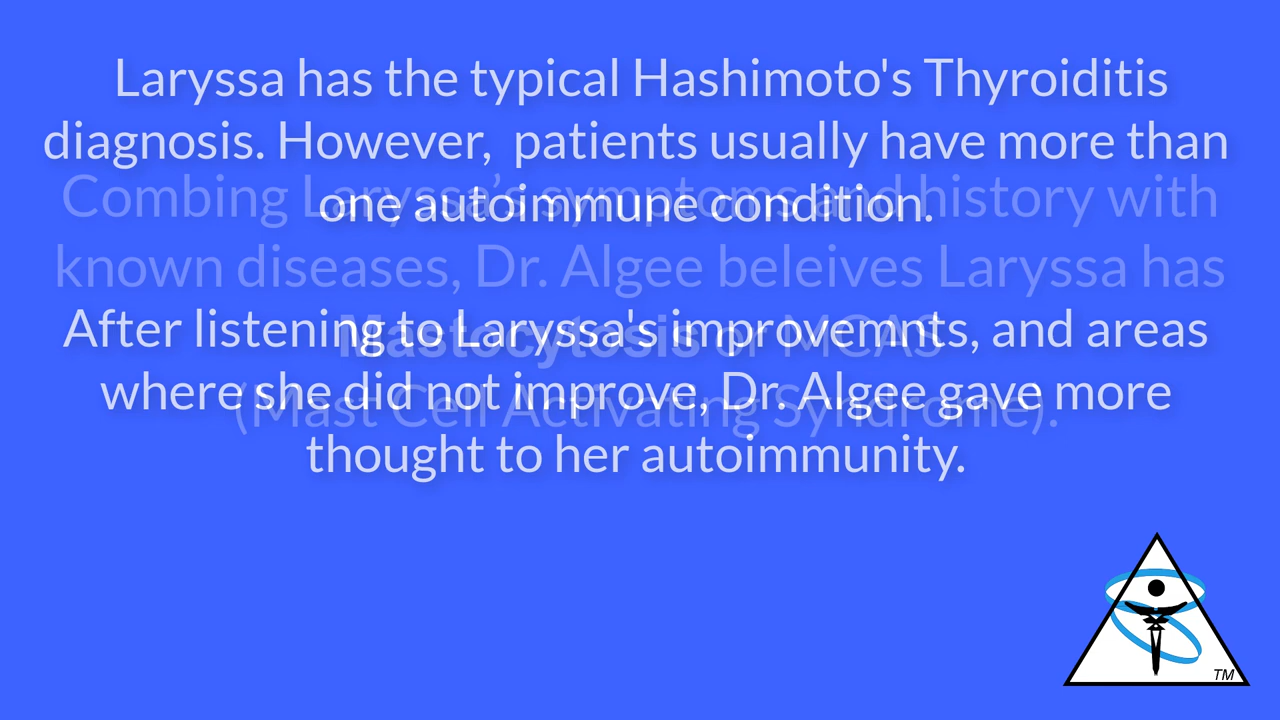 Laryssa has the typical Hashimoto's Thyroiditis
diagnosis. However,  patients usually have more than
one autoimmune condition.
After listening to Laryssa's improvemnts, and areas
where she did not improve, Dr. Algee gave more
thought to her autoimmunity.
Combing Laryssa’s symptoms and history with
known diseases, Dr. Algee beleives Laryssa has
Mastocytosis or MCAS
(Mast Cell Activating Syndrome).
TM